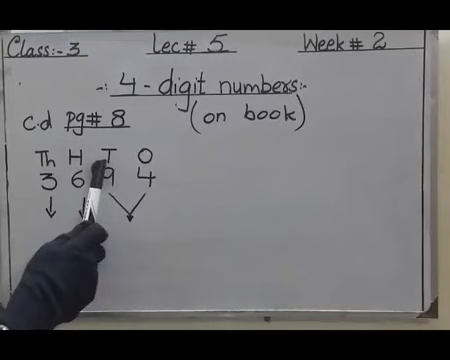 Class:- 3 Lec# 5 Week# 2
-: 4-digit numbers:-
c.d pg# 8 (on book)
Th H T O
3 6 9 4